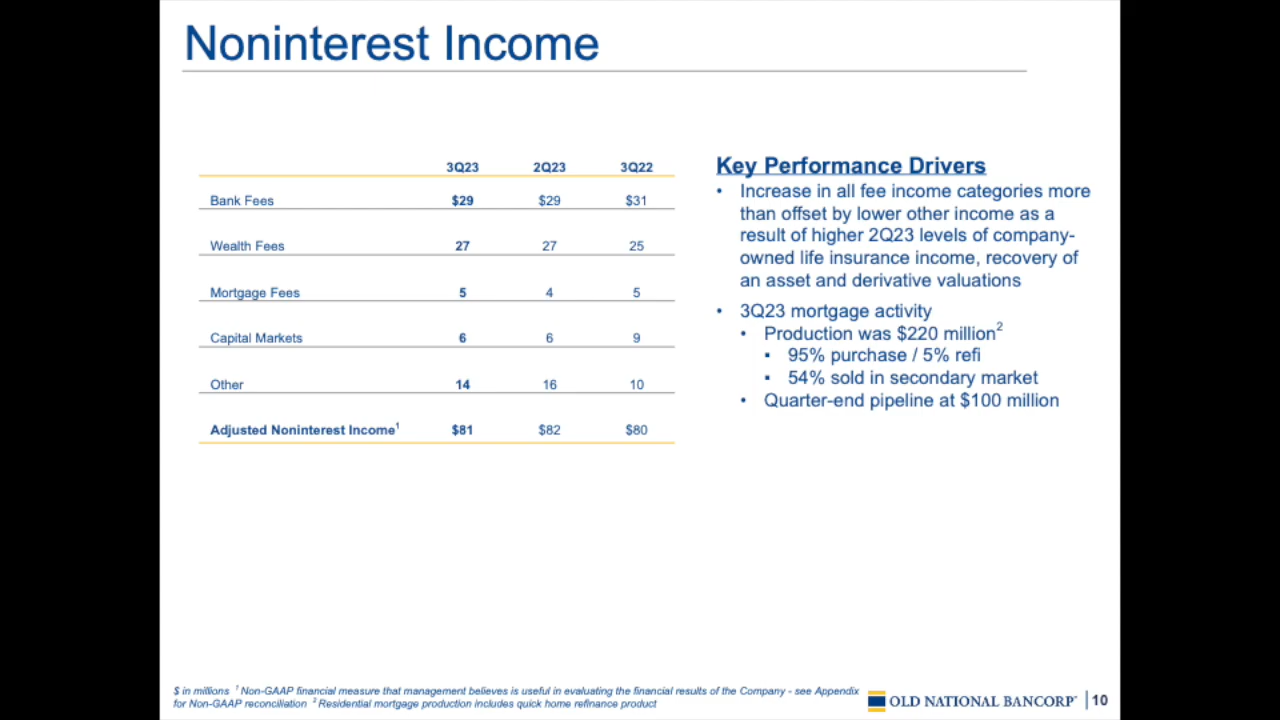 Noninterest Income
3Q23 2Q23 3Q22
Bank Fees $29 $29 $31
Wealth Fees 27 27 25
Mortgage Fees 5 4 5
Capital Markets 6 6 9
Other 14 16 10
Adjusted Noninterest Income1 $81 $82 $80
Key Performance Drivers
• Increase in all fee income categories more
than offset by lower other income as a
result of higher 2Q23 levels of company-
owned life insurance income, recovery of
an asset and derivative valuations
• 3Q23 mortgage activity
• Production was $220 million2
▪ 95% purchase / 5% refi
▪ 54% sold in secondary market
• Quarter-end pipeline at $100 million
$ in millions 1 Non-GAAP financial measure that management believes is useful in evaluating the financial results of the Company - see Appendix
for Non-GAAP reconciliation 2 Residential mortgage production includes quick home refinance product
OLD NATIONAL BANCORP | 10